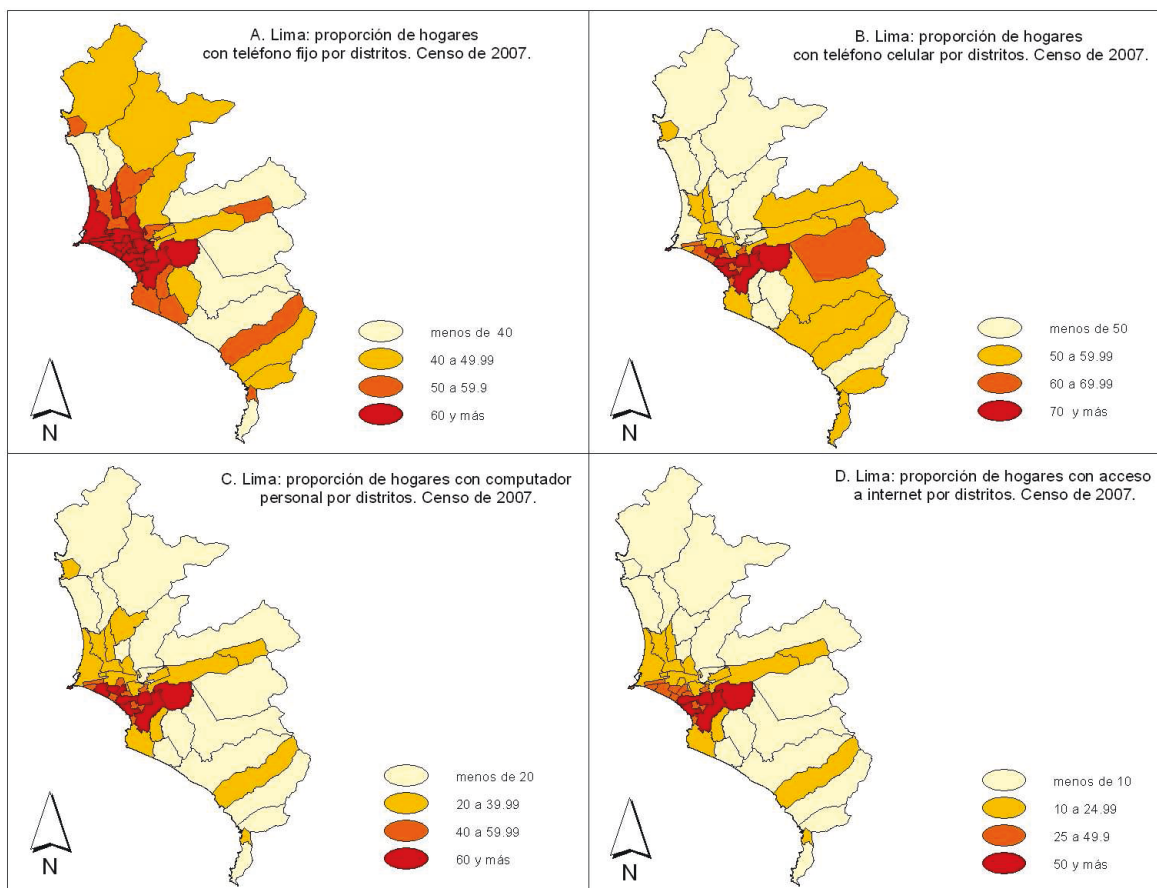 A. Lima: proporción de hogares
con teléfono fijo por distritos. Censo de 2007.
menos de 40
40 a 49.99
50 a 59.9
60 y más
N
B. Lima: proporción de hogares
con teléfono celular por distritos. Censo de 2007.
menos de 50
50 a 59.99
60 a 69.99
70 y más
N
C. Lima: proporción de hogares con computador
personal por distritos. Censo de 2007.
menos de 20
20 a 39.99
40 a 59.99
60 y más
N
D. Lima: proporción de hogares con acceso
a internet por distritos. Censo de 2007.
menos de 10
10 a 24.99
25 a 49.9
50 y más
N